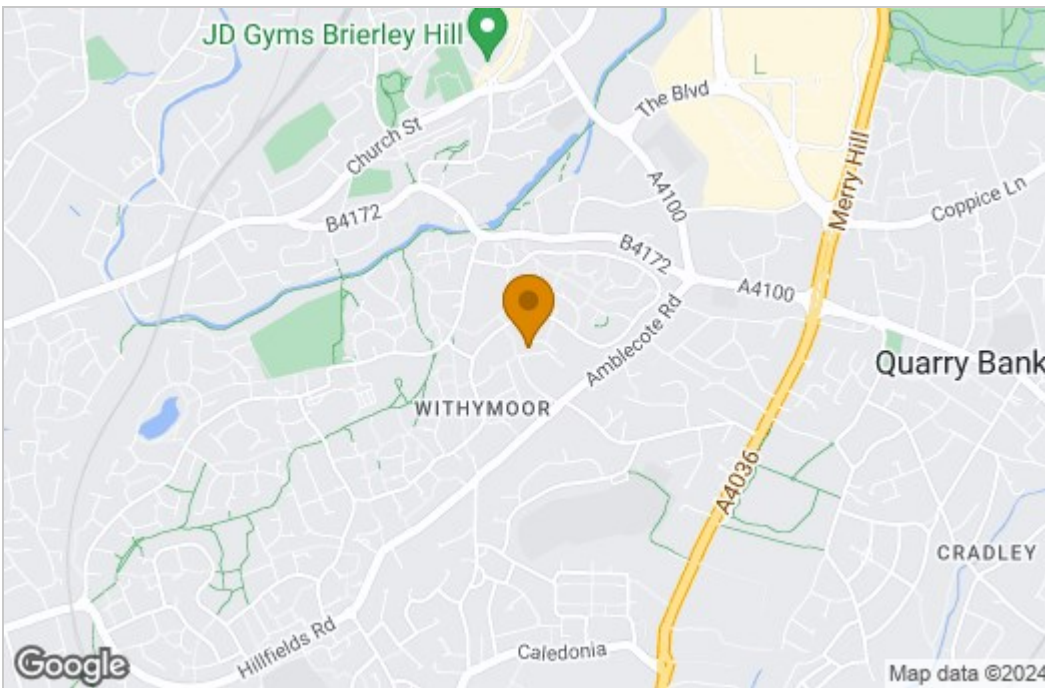 JD Gyms Brierley Hill
The Blvd
Church St
A4100
Merry Hill
Coppice Ln
B4172
B4172
A4100
Amblecote Rd
Quarry Bank
WITHYMOOR
A4036
CRADLEY
Hillfields Rd
Caledonia
Google
Map data ©2024